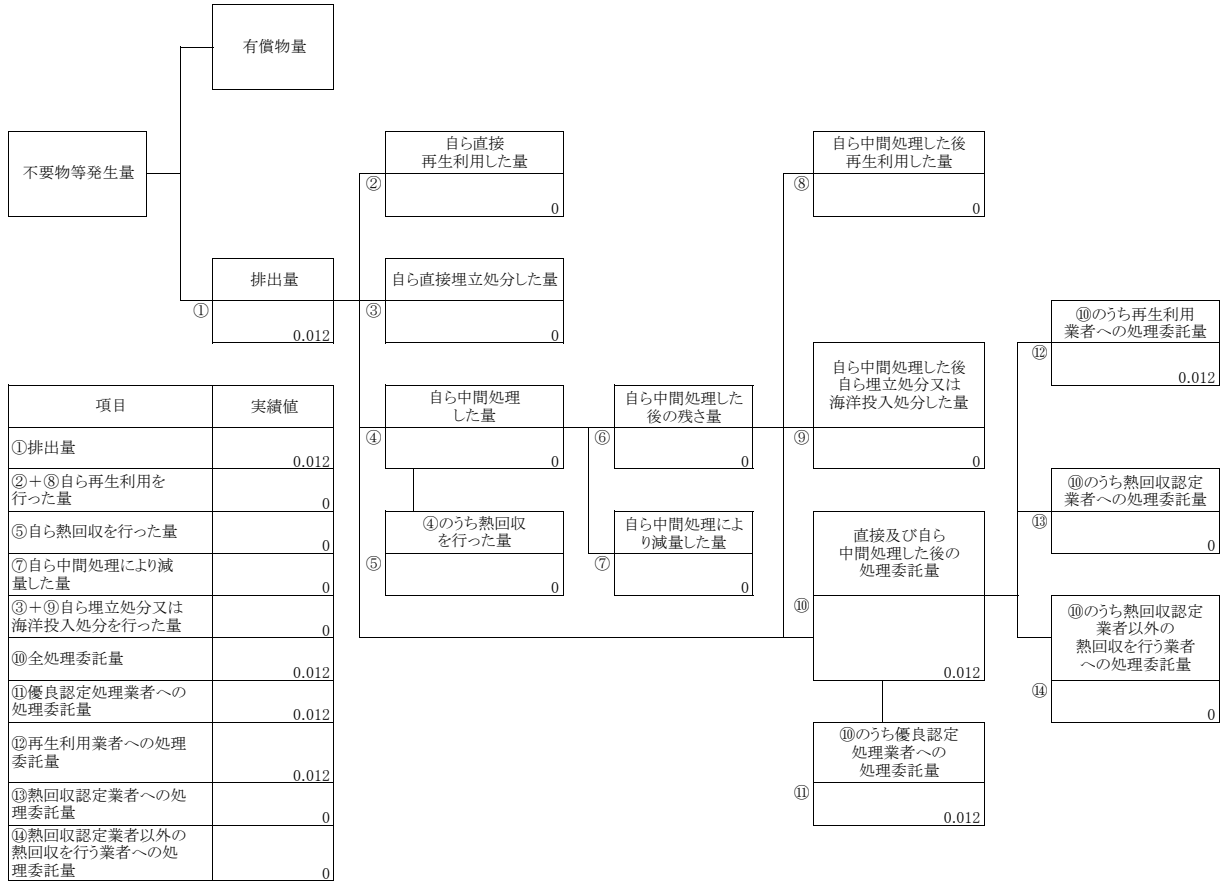 有償物量
不要物等発生量
自ら直接
再生利用した量
②
0
自ら中間処理した後
再生利用した量
⑧
0
排出量
①
0.012
自ら直接埋立処分した量
③
0
⑩のうち再生利用
業者への処理委託量
⑫
0.012
自ら中間処理した後
自ら埋立処分又は
海洋投入処分した量
⑨
0
自ら中間処理
した量
④
0
自ら中間処理した
後の残さ量
⑥
0
⑩のうち熱回収認定
業者への処理委託量
⑬
0
④のうち熱回収
を行った量
⑤
0
自ら中間処理によ
り減量した量
⑦
0
直接及び自ら
中間処理した後の
処理委託量
⑩
0.012
⑩のうち熱回収認定
業者以外の
熱回収を行う業者
への処理委託量
⑭
0
⑩のうち優良認定
処理業者への
処理委託量
⑪
0.012
項目 実績値
①排出量
0.012
②＋⑧自ら再生利用を
行った量 0
⑤自ら熱回収を行った量
0
⑦自ら中間処理により減
量した量 0
③＋⑨自ら埋立処分又は
海洋投入処分を行った量 0
⑩全処理委託量
0.012
⑪優良認定処理業者への
処理委託量 0.012
⑫再生利用業者への処理
委託量
0.012
⑬熱回収認定業者への処
理委託量 0
⑭熱回収認定業者以外の
熱回収を行う業者への処
理委託量 0